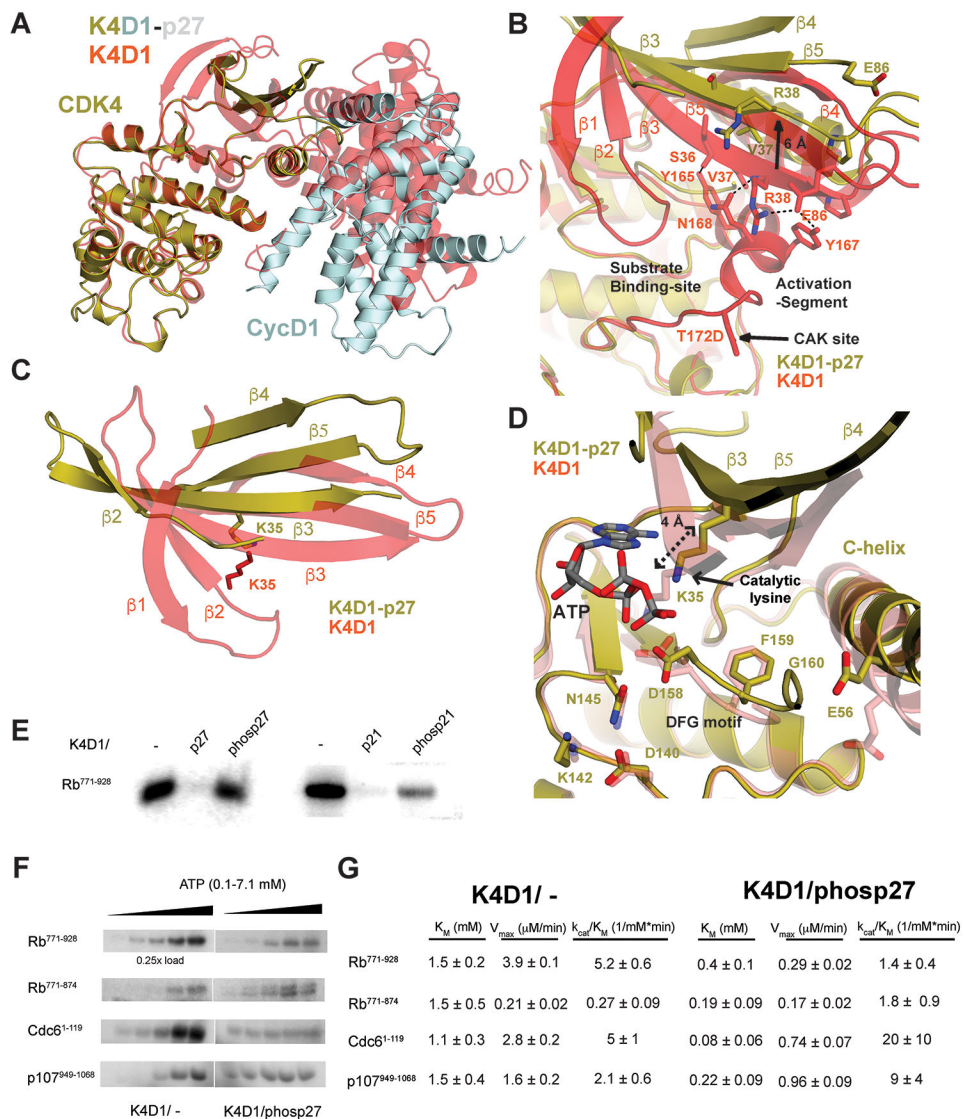 A
K4D1-p27
K4D1
CDK4
CycD1
B
β3
β4
β5
E86
R38
β5
β4
β1
β3
V37
6 Å
β2
S36
Y165
V37
R38
N168
E86
Y167
Substrate
Binding-site
Activation
-Segment
T172D
CAK site
K4D1-p27
K4D1
C
β4
β5
β4
β2
K35
β3
β5
K35
β3
β1
β2
K4D1-p27
K4D1
D
K4D1-p27
K4D1
β4
β3
β5
4 Å
C-helix
K35
Catalytic
lysine
ATP
F159
G160
N145
D158
E56
DFG motif
D140
K142
E
K4D1/
-
p27
phosp27
-
p21
phosp21
Rb771-928
F
ATP (0.1-7.1 mM)
Rb771-928
0.25x load
Rb771-874
Cdc61-119
p107949-1068
K4D1/ -
K4D1/phosp27
G
K4D1/ -
K4D1/phosp27
KM (mM) Vmax (µM/min) kcat/KM (1/mM*min) KM (mM) Vmax (µM/min) kcat/KM (1/mM*min)
Rb771-928 1.5 ± 0.2 3.9 ± 0.1 5.2 ± 0.6 0.4 ± 0.1 0.29 ± 0.02 1.4 ± 0.4
Rb771-874 1.5 ± 0.5 0.21 ± 0.02 0.27 ± 0.09 0.19 ± 0.09 0.17 ± 0.02 1.8 ± 0.9
Cdc61-119 1.1 ± 0.3 2.8 ± 0.2 5 ± 1 0.08 ± 0.06 0.74 ± 0.07 20 ± 10
p107949-1068 1.5 ± 0.4 1.6 ± 0.2 2.1 ± 0.6 0.22 ± 0.09 0.96 ± 0.09 9 ± 4